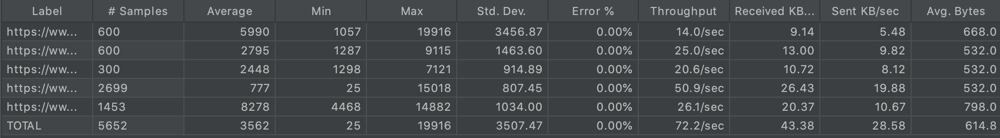 Label # Samples Average Min Max Std. Dev. Error % Throughput Received KB... Sent KB/sec Avg. Bytes
https://ww... 600 5990 1057 19916 3456.87 0.00% 14.0/sec 9.14 5.48 668.0
https://ww... 600 2795 1287 9115 1463.60 0.00% 25.0/sec 13.00 9.82 532.0
https://ww... 300 2448 1298 7121 914.89 0.00% 20.6/sec 10.72 8.12 532.0
https://ww... 2699 777 25 15018 807.45 0.00% 50.9/sec 26.43 19.88 532.0
https://ww... 1453 8278 4468 14882 1034.00 0.00% 26.1/sec 20.37 10.67 798.0
TOTAL 5652 3562 25 19916 3507.47 0.00% 72.2/sec 43.38 28.58 614.8